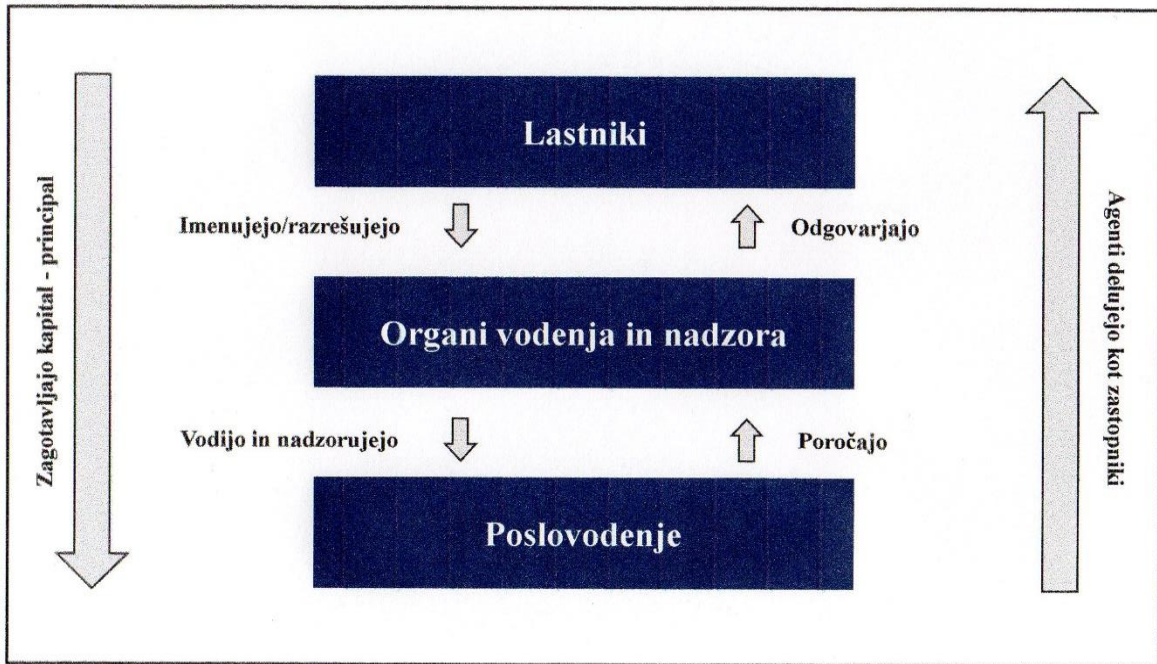 Lastniki
Imenujejo/razrešujejo
Odgovarjajo
Organi vodenja in nadzora
Vodijo in nadzorujejo
Poročajo
Poslovodenje
Zagotavljajo kapital - principal
Agenti delujejo kot zastopniki